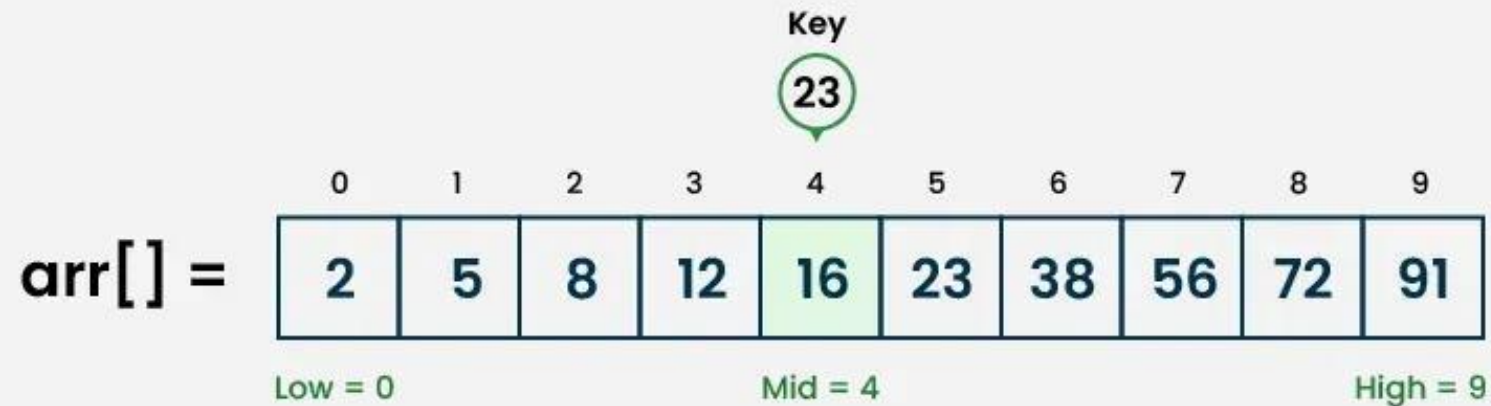 Key
23
0 1 2 3 4 5 6 7 8 9
arr[] = 2 5 8 12 16 23 38 56 72 91
Low = 0 Mid = 4 High = 9